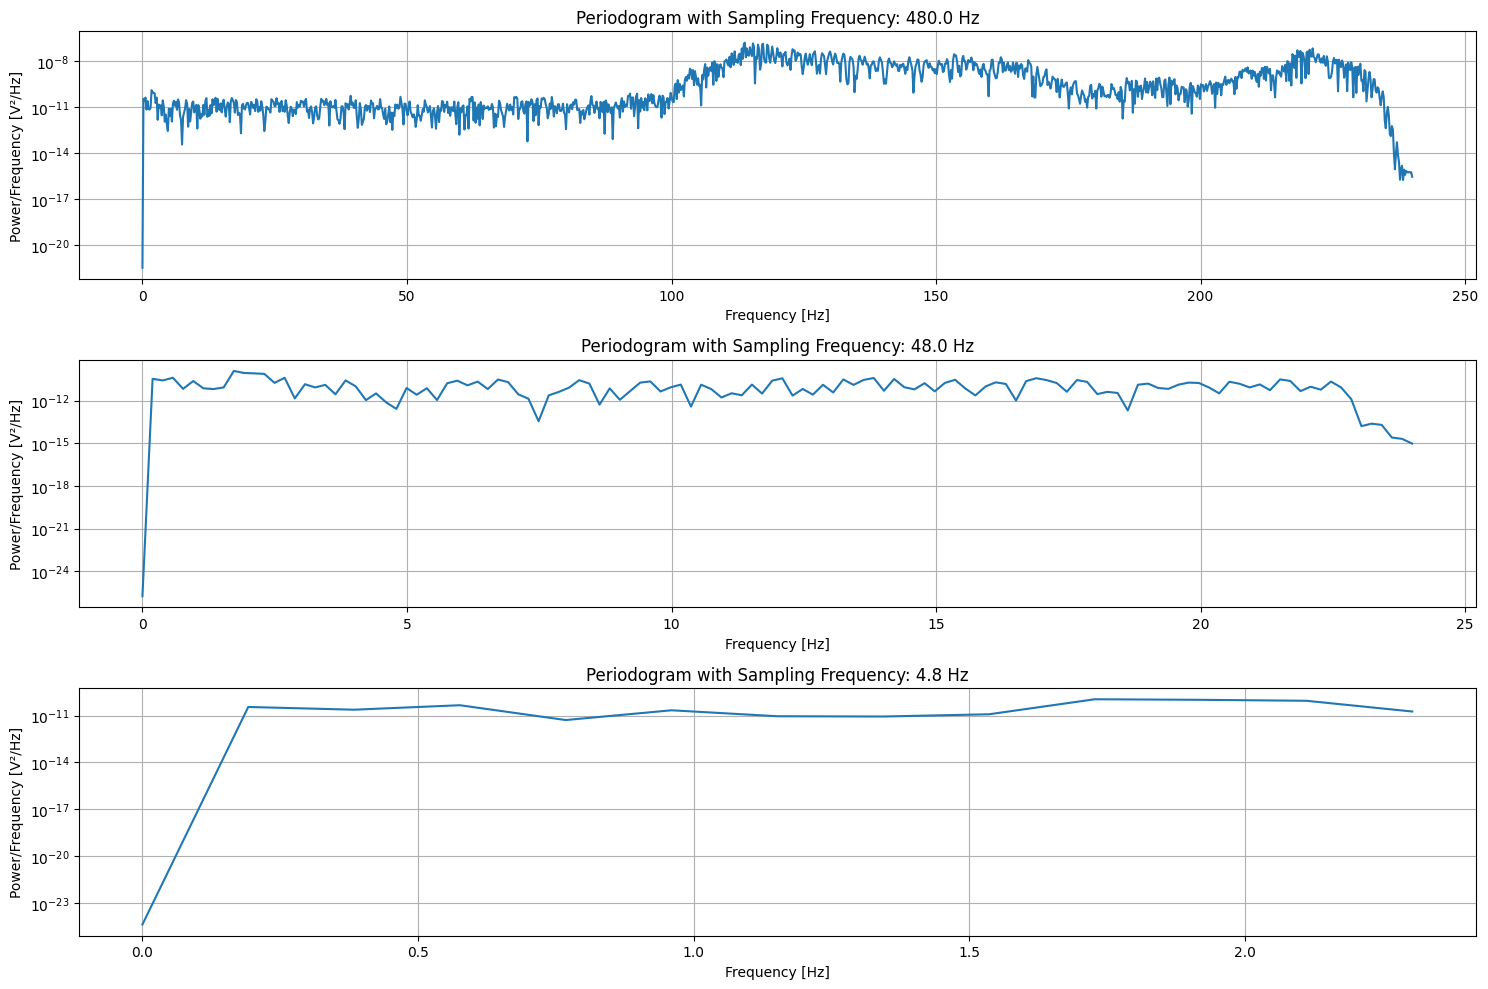 Periodogram with Sampling Frequency: 480.0 Hz
Power/Frequency [V²/Hz]
10⁻⁸
10⁻¹¹
10⁻¹⁴
10⁻¹⁷
10⁻²⁰
0 50 100 150 200 250
Frequency [Hz]
Periodogram with Sampling Frequency: 48.0 Hz
Power/Frequency [V²/Hz]
10⁻¹²
10⁻¹⁵
10⁻¹⁸
10⁻²¹
10⁻²⁴
0 5 10 15 20 25
Frequency [Hz]
Periodogram with Sampling Frequency: 4.8 Hz
Power/Frequency [V²/Hz]
10⁻¹¹
10⁻¹⁴
10⁻¹⁷
10⁻²⁰
10⁻²³
0.0 0.5 1.0 1.5 2.0
Frequency [Hz]